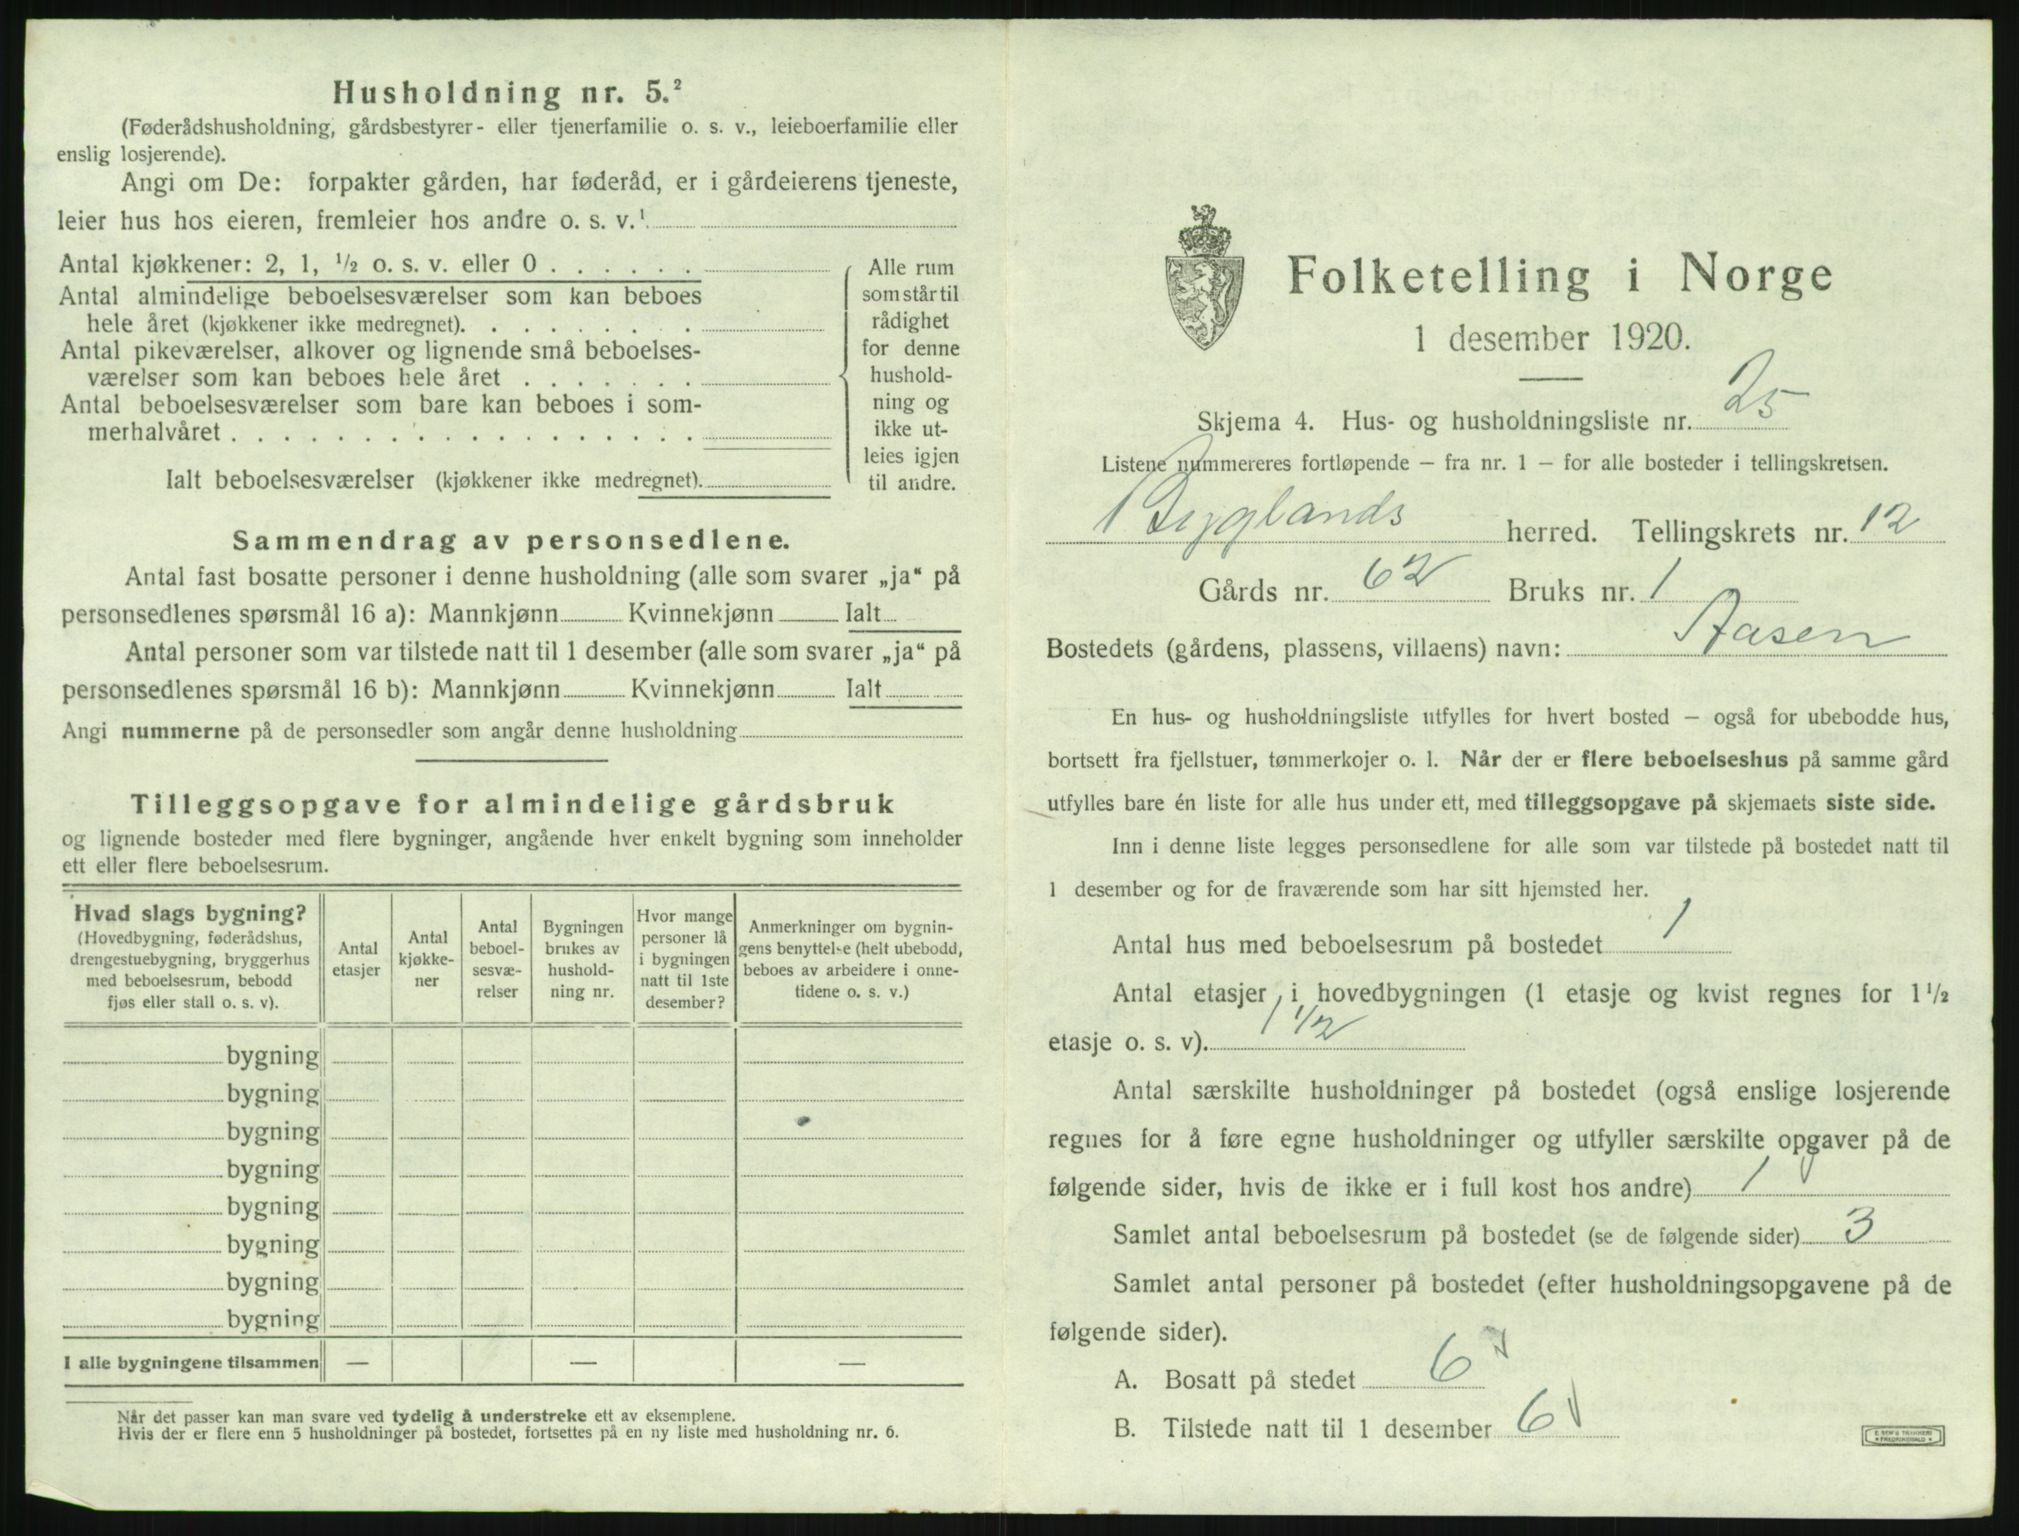 Husholdning nr. 5.²
(Føderådshusholdning, gårdsbestyrer- eller tjenerfamilie o. s. v., leieboerfamilie eller
enslig losjerende).
Angi om De: forpakter gården, har føderåd, er i gårdeierens tjeneste,
leier hus hos eieren, fremleier hos andre o. s. v.¹
Antal kjøkkener: 2, 1, ½ o. s. v. eller 0 . . . . . .
Antal almindelige beboelsesværelser som kan beboes
hele året (kjøkkener ikke medregnet). . . . . . . . .
Antal pikeværelser, alkover og lignende små beboelses-
værelser som kan beboes hele året . . . . . . .
Antal beboelsesværelser som bare kan beboes i som-
merhalvåret . . . . . . . . . . . . . . . . . .
Ialt beboelsesværelser (kjøkkener ikke medregnet).
Alle rum
som står til
rådighet
for denne
hushold-
ning og
ikke ut-
leies igjen
til andre.
Sammendrag av personsedlene.
Antal fast bosatte personer i denne husholdning (alle som svarer „ja“ på
personsedlenes spørsmål 16 a): Mannkjønn Kvinnekjønn Ialt
Antal personer som var tilstede natt til 1 desember (alle som svarer „ja“ på
personsedlenes spørsmål 16 b): Mannkjønn Kvinnekjønn Ialt
Angi nummerne på de personsedler som angår denne husholdning
Tilleggsopgave for almindelige gårdsbruk
og lignende bosteder med flere bygninger, angående hver enkelt bygning som inneholder
ett eller flere beboelsesrum.
Hvad slags bygning?
(Hovedbygning, føderådshus,
drengestuebygning, bryggerhus
med beboelsesrum, bebodd
fjøs eller stall o. s. v).
Antal
etasjer
Antal
kjøkke-
ner
Antal
beboel-
sesvæ-
relser
Bygningen
brukes av
hushold-
ning nr.
Hvor mange
personer lå
i bygningen
natt til 1ste
desember?
Anmerkninger om bygnin-
gens benyttelse (helt ubebodd,
beboes av arbeidere i onne-
tidene o. s. v.)
bygning
bygning
bygning
bygning
bygning
bygning
bygning
bygning
I alle bygningene tilsammen — — —
Når det passer kan man svare ved tydelig å understreke ett av eksemplene.
Hvis der er flere enn 5 husholdninger på bostedet, fortsettes på en ny liste med husholdning nr. 6.
Folketelling i Norge
1 desember 1920.
Skjema 4. Hus- og husholdningsliste nr. 25
Listene nummereres fortløpende – fra nr. 1 – for alle bosteder i tellingskretsen.
Byglands herred. Tellingskrets nr. 12
Gårds nr. 62 Bruks nr. 1
Bostedets (gårdens, plassens, villaens) navn: Aasen
En hus- og husholdningsliste utfylles for hvert bosted – også for ubebodde hus,
bortsett fra fjellstuer, tømmerkojer o. l. Når der er flere beboelseshus på samme gård
utfylles bare én liste for alle hus under ett, med tilleggsopgave på skjemaets siste side.
Inn i denne liste legges personsedlene for alle som var tilstede på bostedet natt til
1 desember og for de fraværende som har sitt hjemsted her.
Antal hus med beboelsesrum på bostedet 1
Antal etasjer i hovedbygningen (1 etasje og kvist regnes for 1½
etasje o. s. v). 1 ½
Antal særskilte husholdninger på bostedet (også enslige losjerende
regnes for å føre egne husholdninger og utfyller særskilte opgaver på de
følgende sider, hvis de ikke er i full kost hos andre) 1
Samlet antal beboelsesrum på bostedet (se de følgende sider) 3
Samlet antal personer på bostedet (efter husholdningsopgavene på de
følgende sider).
A. Bosatt på stedet 6
B. Tilstede natt til 1 desember 6